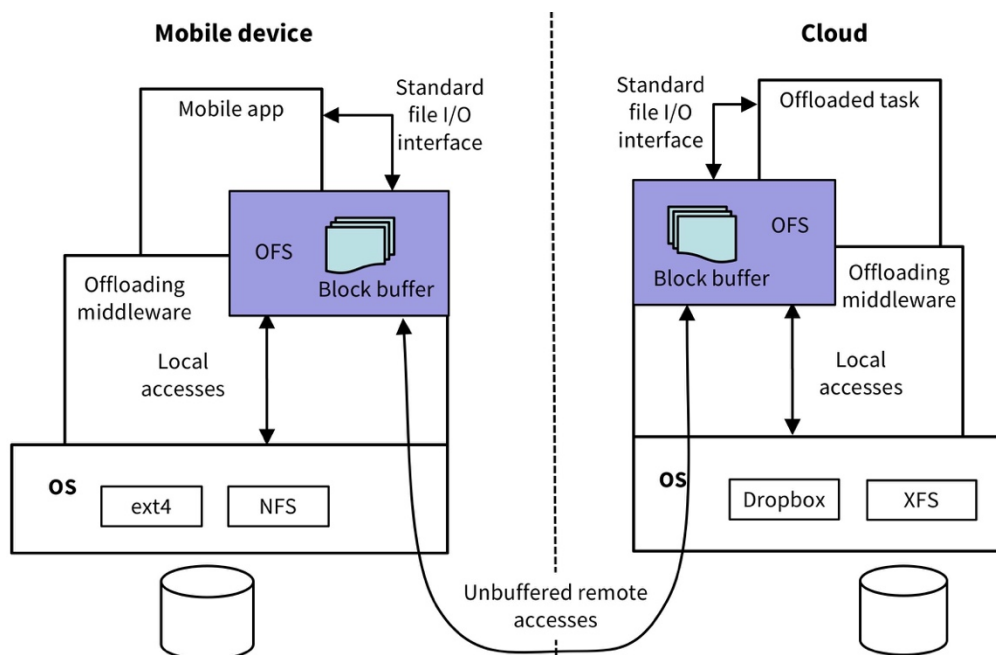 Mobile device
Mobile app
Standard
file I/O
interface
OFS
Block buffer
Offloading
middleware
Local
accesses
OS
ext4
NFS
Unbuffered remote
accesses
Cloud
Standard
file I/O
interface
Offloaded task
OFS
Block buffer
Offloading
middleware
Local
accesses
OS
Dropbox
XFS